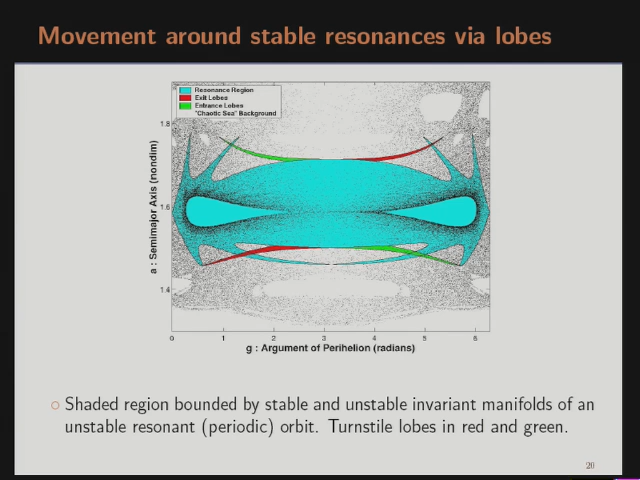 Movement around stable resonances via lobes
Resonance Region
Exit Lobes
Entrance Lobes
"Chaotic Sea" Background
1.8
1.6
1.4
a : Semimajor Axis (nondim)
0 1 2 3 4 5 6
g : Argument of Perihelion (radians)
○ Shaded region bounded by stable and unstable invariant manifolds of an
unstable resonant (periodic) orbit. Turnstile lobes in red and green.
20